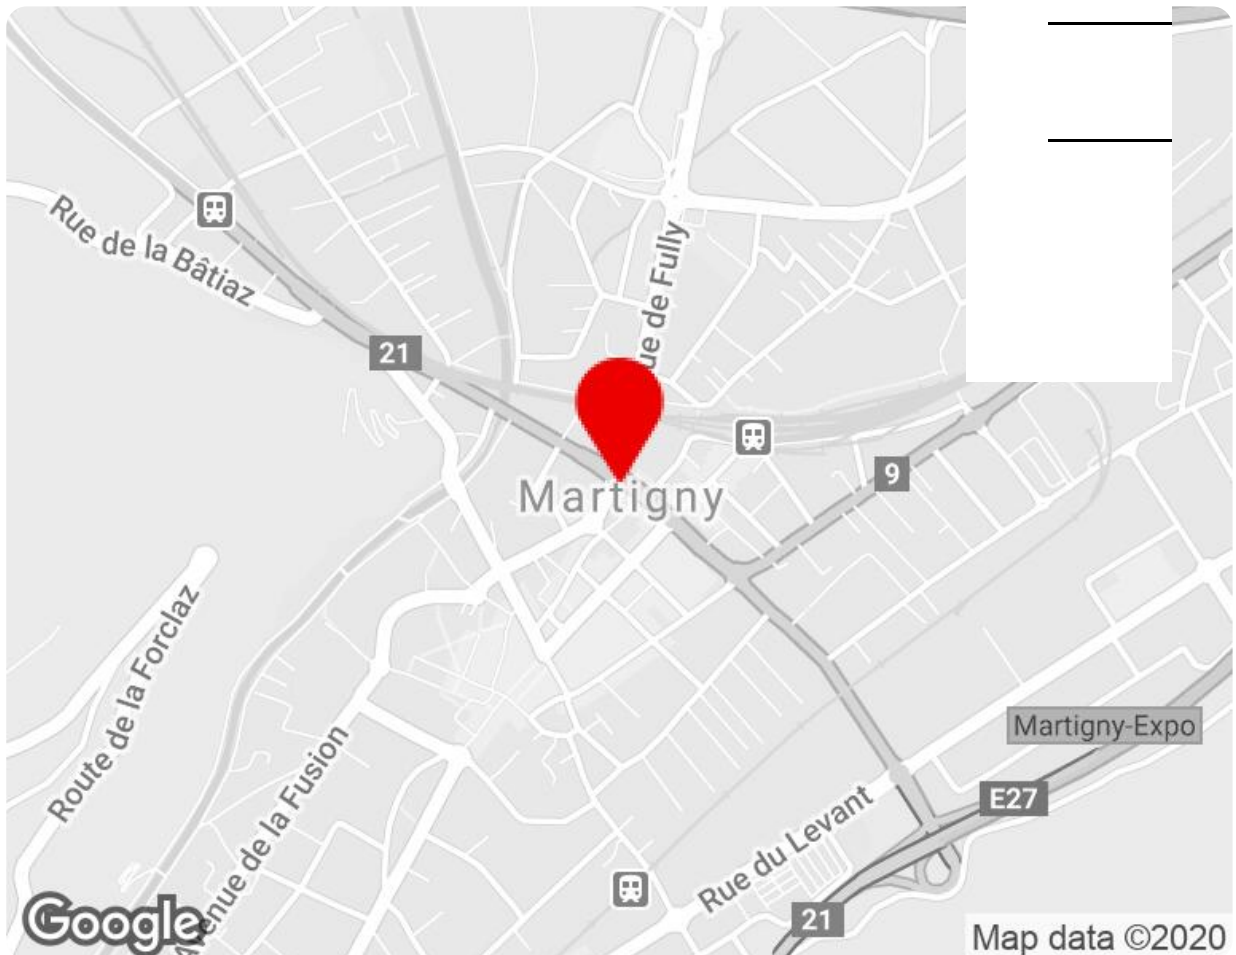 Rue de la Bâtiaz
ue de Fully
21
9
Martigny
Route de la Forclaz
Martigny-Expo
Avenue de la Fusion
E27
Rue du Levant
21
Google
Map data ©2020